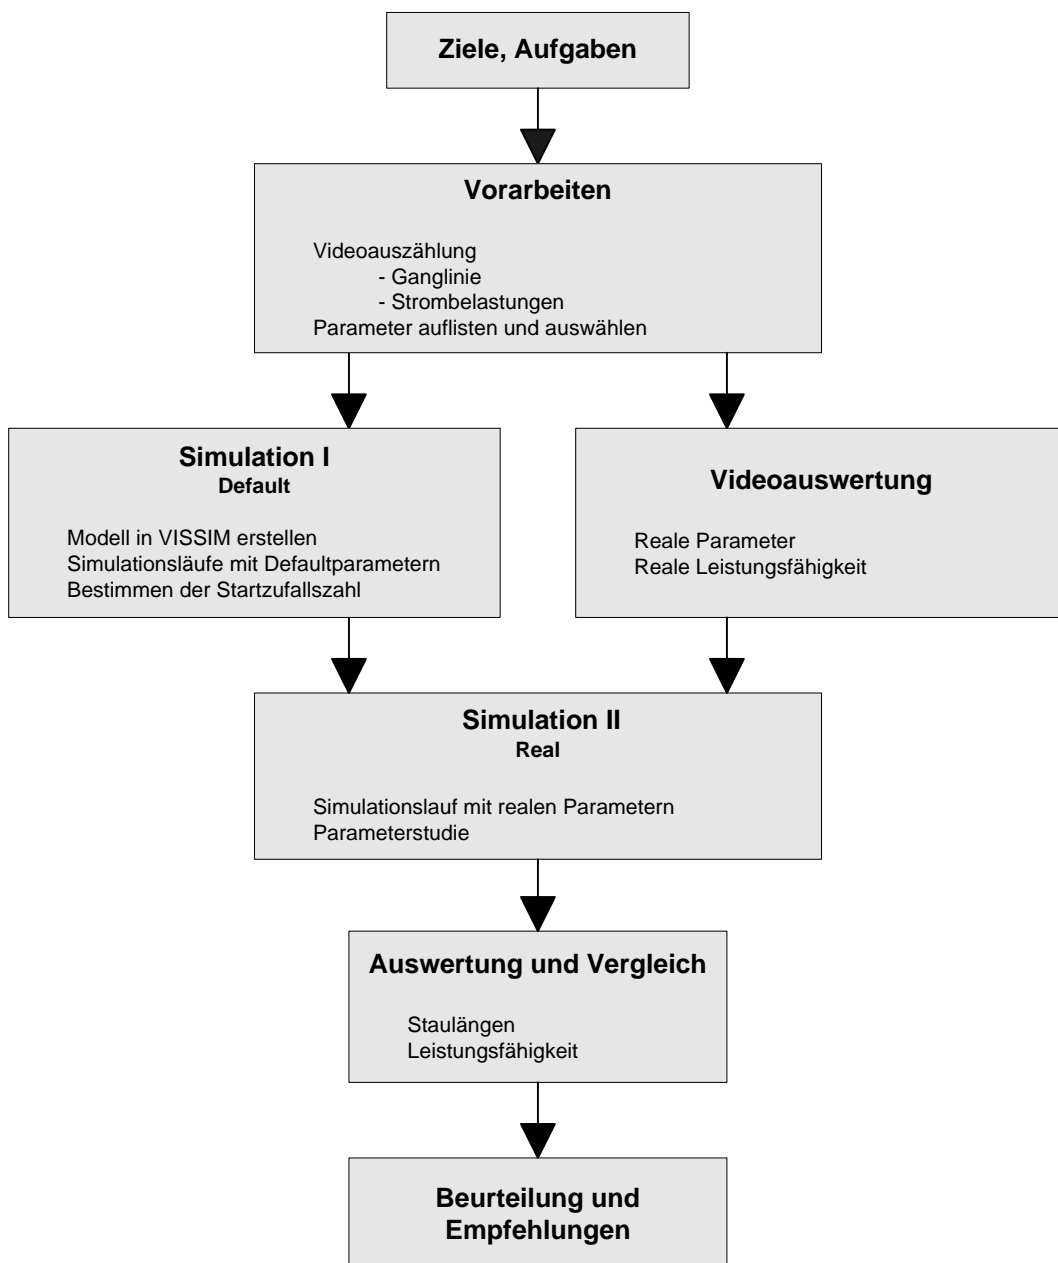 Ziele, Aufgaben
Vorarbeiten
Videoauszählung
- Ganglinie
- Strombelastungen
Parameter auflisten und auswählen
Simulation I
Default
Modell in VISSIM erstellen
Simulationsläufe mit Defaultparametern
Bestimmen der Startzufallszahl
Videoauswertung
Reale Parameter
Reale Leistungsfähigkeit
Simulation II
Real
Simulationslauf mit realen Parametern
Parameterstudie
Auswertung und Vergleich
Staulängen
Leistungsfähigkeit
Beurteilung und
Empfehlungen